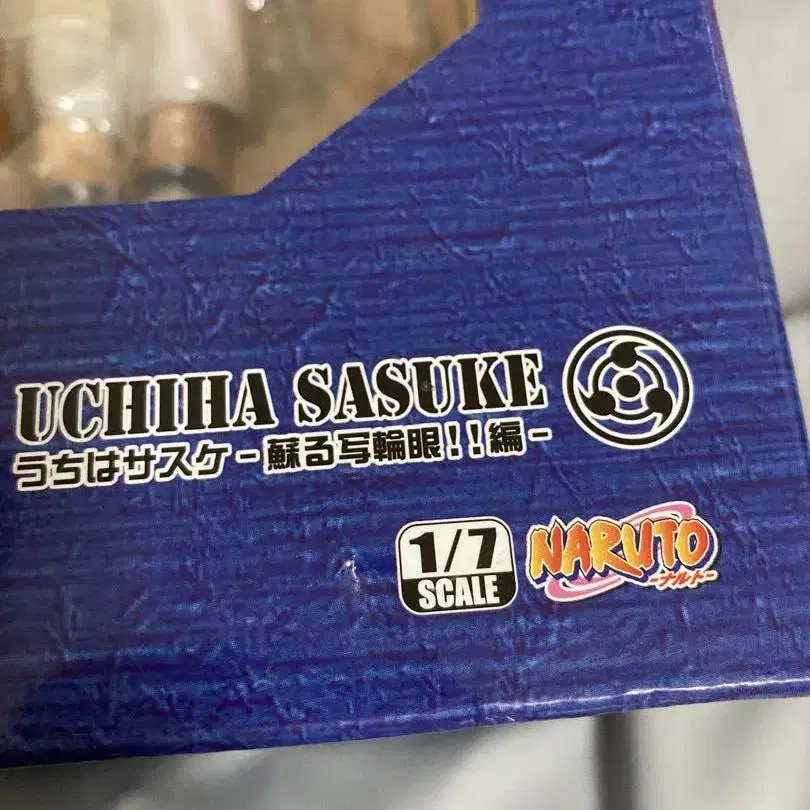 UCHIHA SASUKE
うちはサスケ-蘇る写輪眼!!編-
1/7
SCALE
NARUTO
-ナルト-